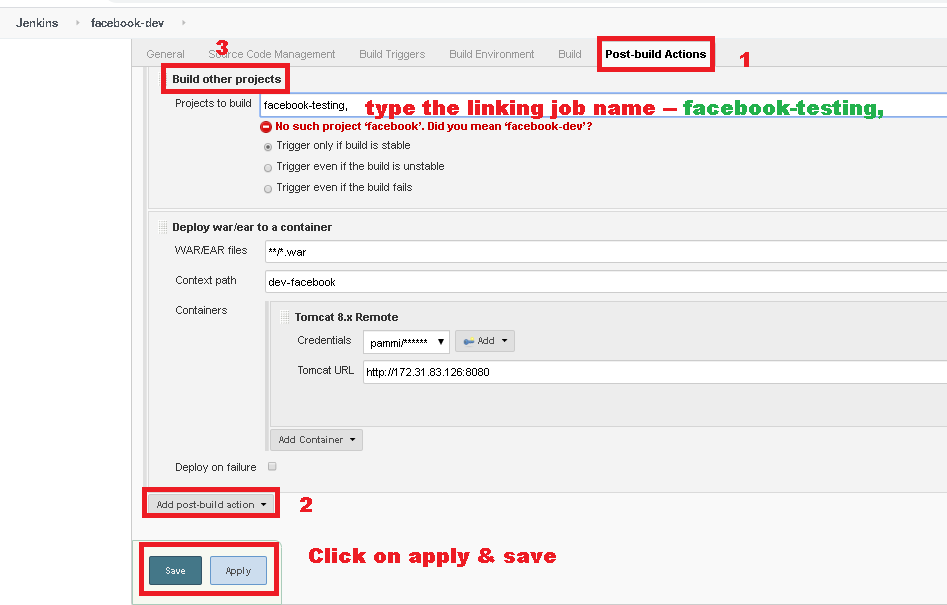 Jenkins facebook-dev
3
General Source Code Management Build Triggers Build Environment Build Post-build Actions 1
Build other projects
Projects to build facebook-testing, type the linking job name – facebook-testing,
No such project ‘facebook’. Did you mean ‘facebook-dev’?
Trigger only if build is stable
Trigger even if the build is unstable
Trigger even if the build fails
Deploy war/ear to a container
WAR/EAR files **/*.war
Context path dev-facebook
Containers
Tomcat 8.x Remote
Credentials pammi/****** Add
Tomcat URL http://172.31.83.126:8080
Add Container
Deploy on failure
Add post-build action 2
Click on apply & save
Save Apply